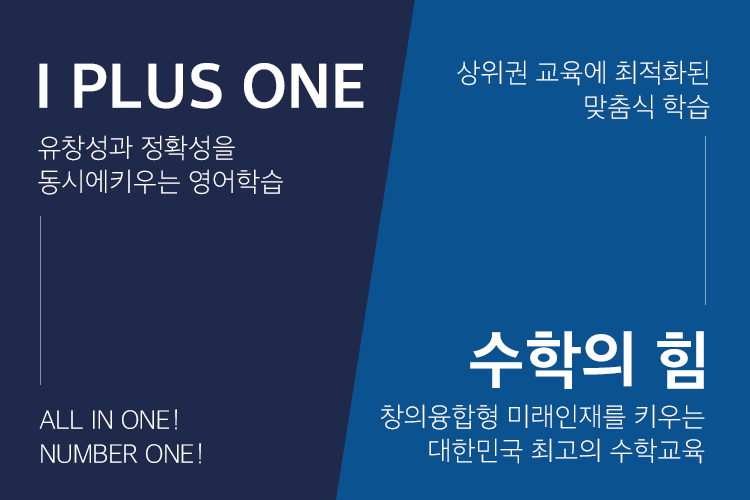 I PLUS ONE
유창성과 정확성을
동시에키우는 영어학습
ALL IN ONE!
NUMBER ONE!
상위권 교육에 최적화된
맞춤식 학습
수학의 힘
창의융합형 미래인재를 키우는
대한민국 최고의 수학교육